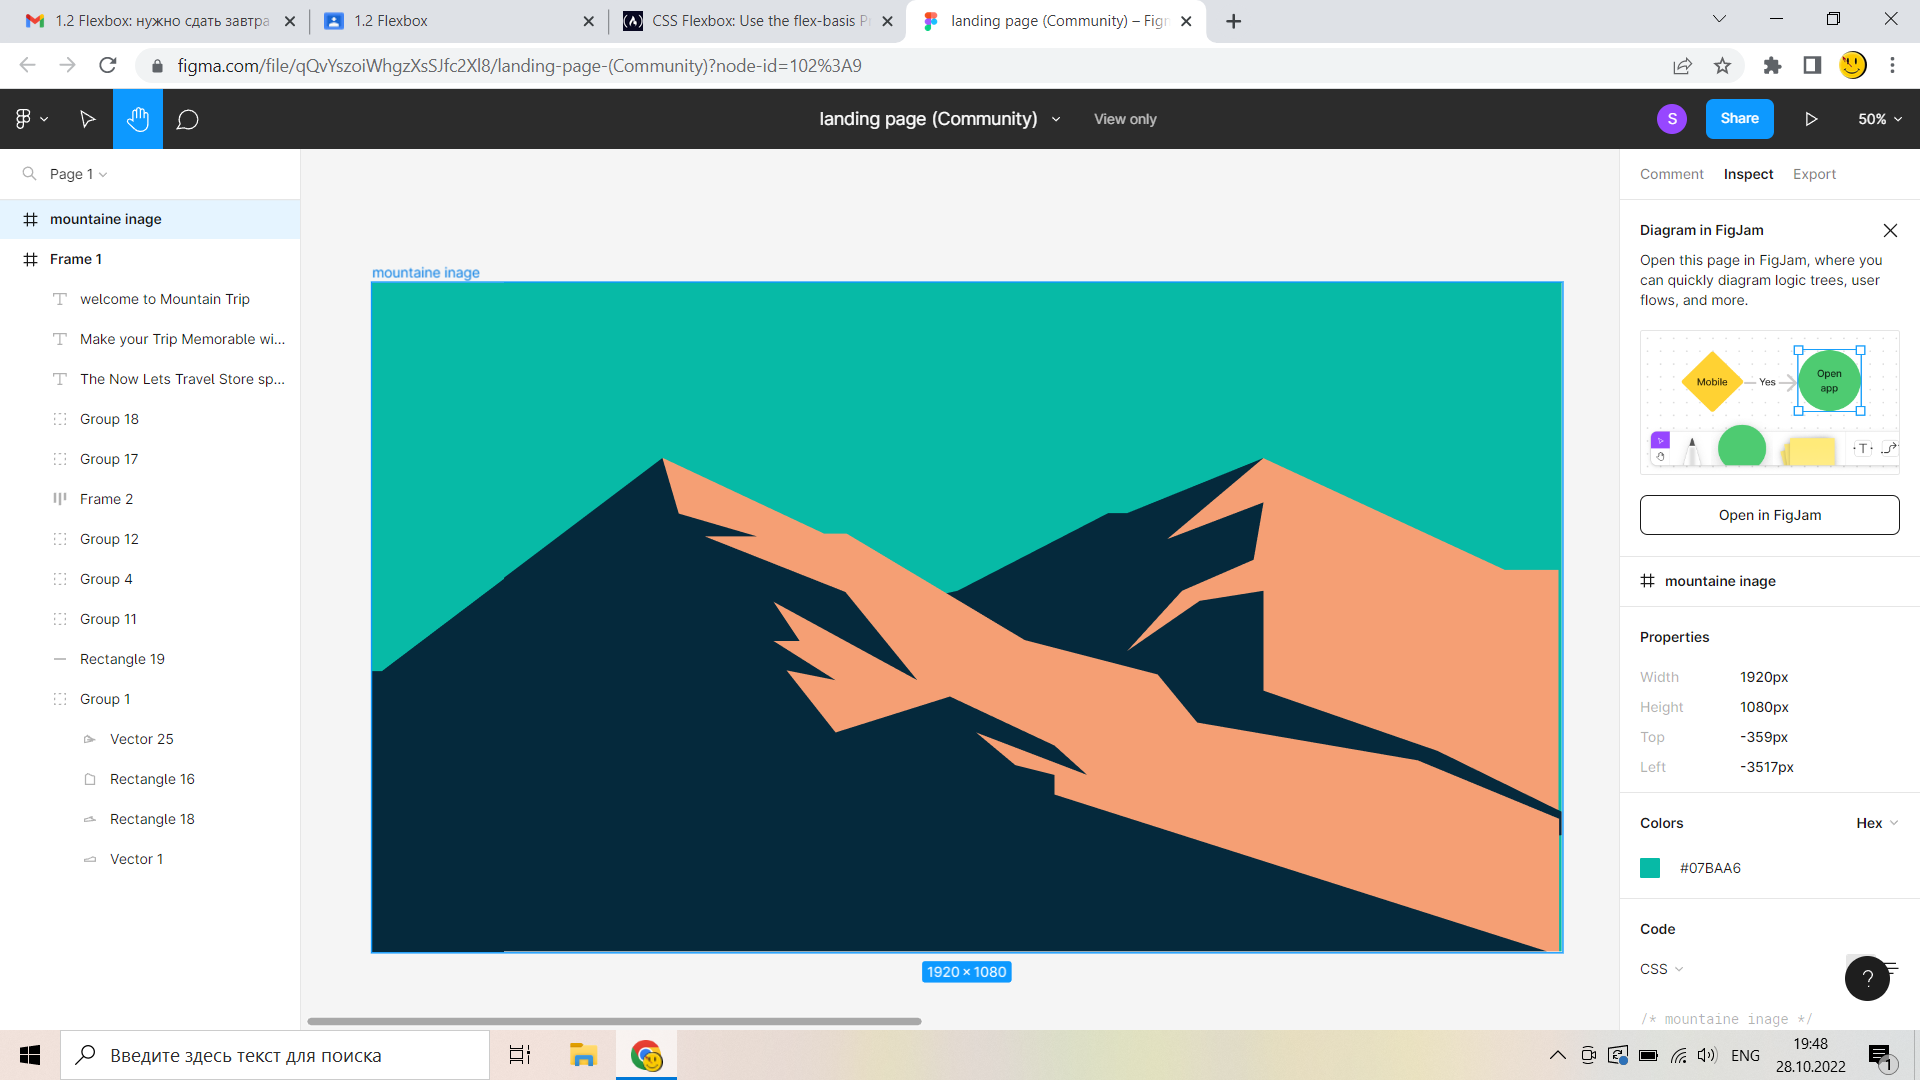 1.2 Flexbox: нужно сдать завтра
1.2 Flexbox
CSS Flexbox: Use the flex-basis
landing page (Community) – Fig
figma.com/file/qQvYszoiWhgzXsSJfc2Xl8/landing-page-(Community)?node-id=102%3A9
landing page (Community)
View only
S
Share
50%
Page 1
mountaine inage
Frame 1
welcome to Mountain Trip
Make your Trip Memorable wi...
The Now Lets Travel Store sp...
Group 18
Group 17
Frame 2
Group 12
Group 4
Group 11
Rectangle 19
Group 1
Vector 25
Rectangle 16
Rectangle 18
Vector 1
mountaine inage
1920 × 1080
Comment Inspect Export
Diagram in FigJam
Open this page in FigJam, where you
can quickly diagram logic trees, user
flows, and more.
Mobile
Yes
Open
app
T
Open in FigJam
mountaine inage
Properties
Width 1920px
Height 1080px
Top -359px
Left -3517px
Colors
Hex
#07BAA6
Code
CSS
?
/* mountaine inage */
Введите здесь текст для поиска
ENG
19:48
28.10.2022
1